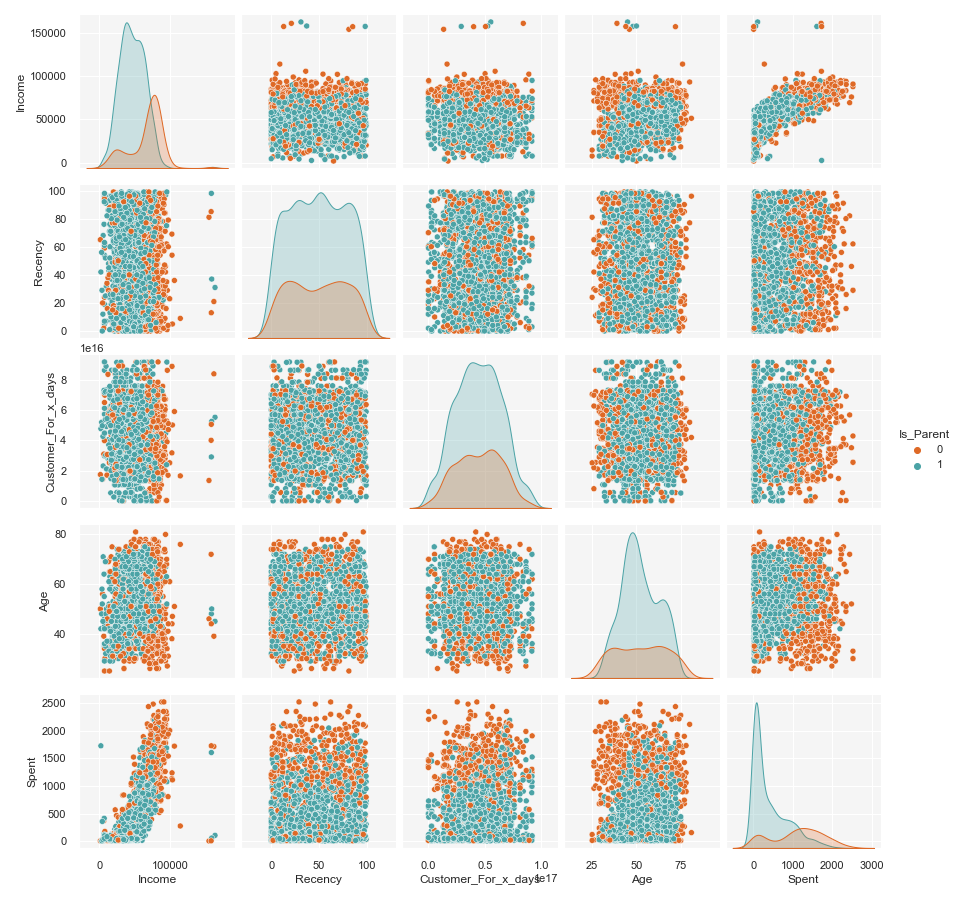 150000
100000
50000
0
Income
100
80
60
40
20
0
Recency
1e16
8
6
4
2
0
Customer_For_x_days
Is_Parent
0
1
80
60
40
Age
2500
2000
1500
1000
500
0
Spent
0 100000 0 50 100 0.0 0.5 1.0 25 50 75 0 1000 2000 3000
1e17
Income Recency Customer_For_x_days Age Spent